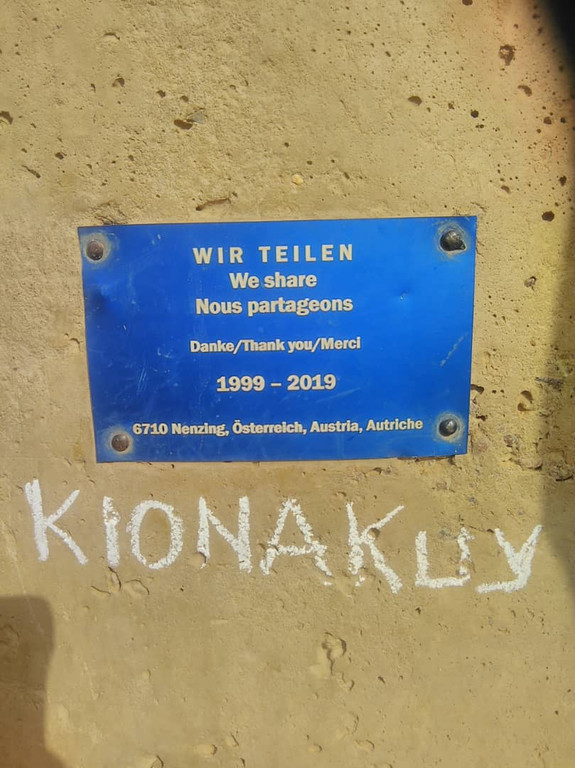 WIR TEILEN
We share
Nous partageons
Danke/Thank you/Merci
1999 – 2019
6710 Nenzing, Österreich, Austria, Autriche
KIONAKUY